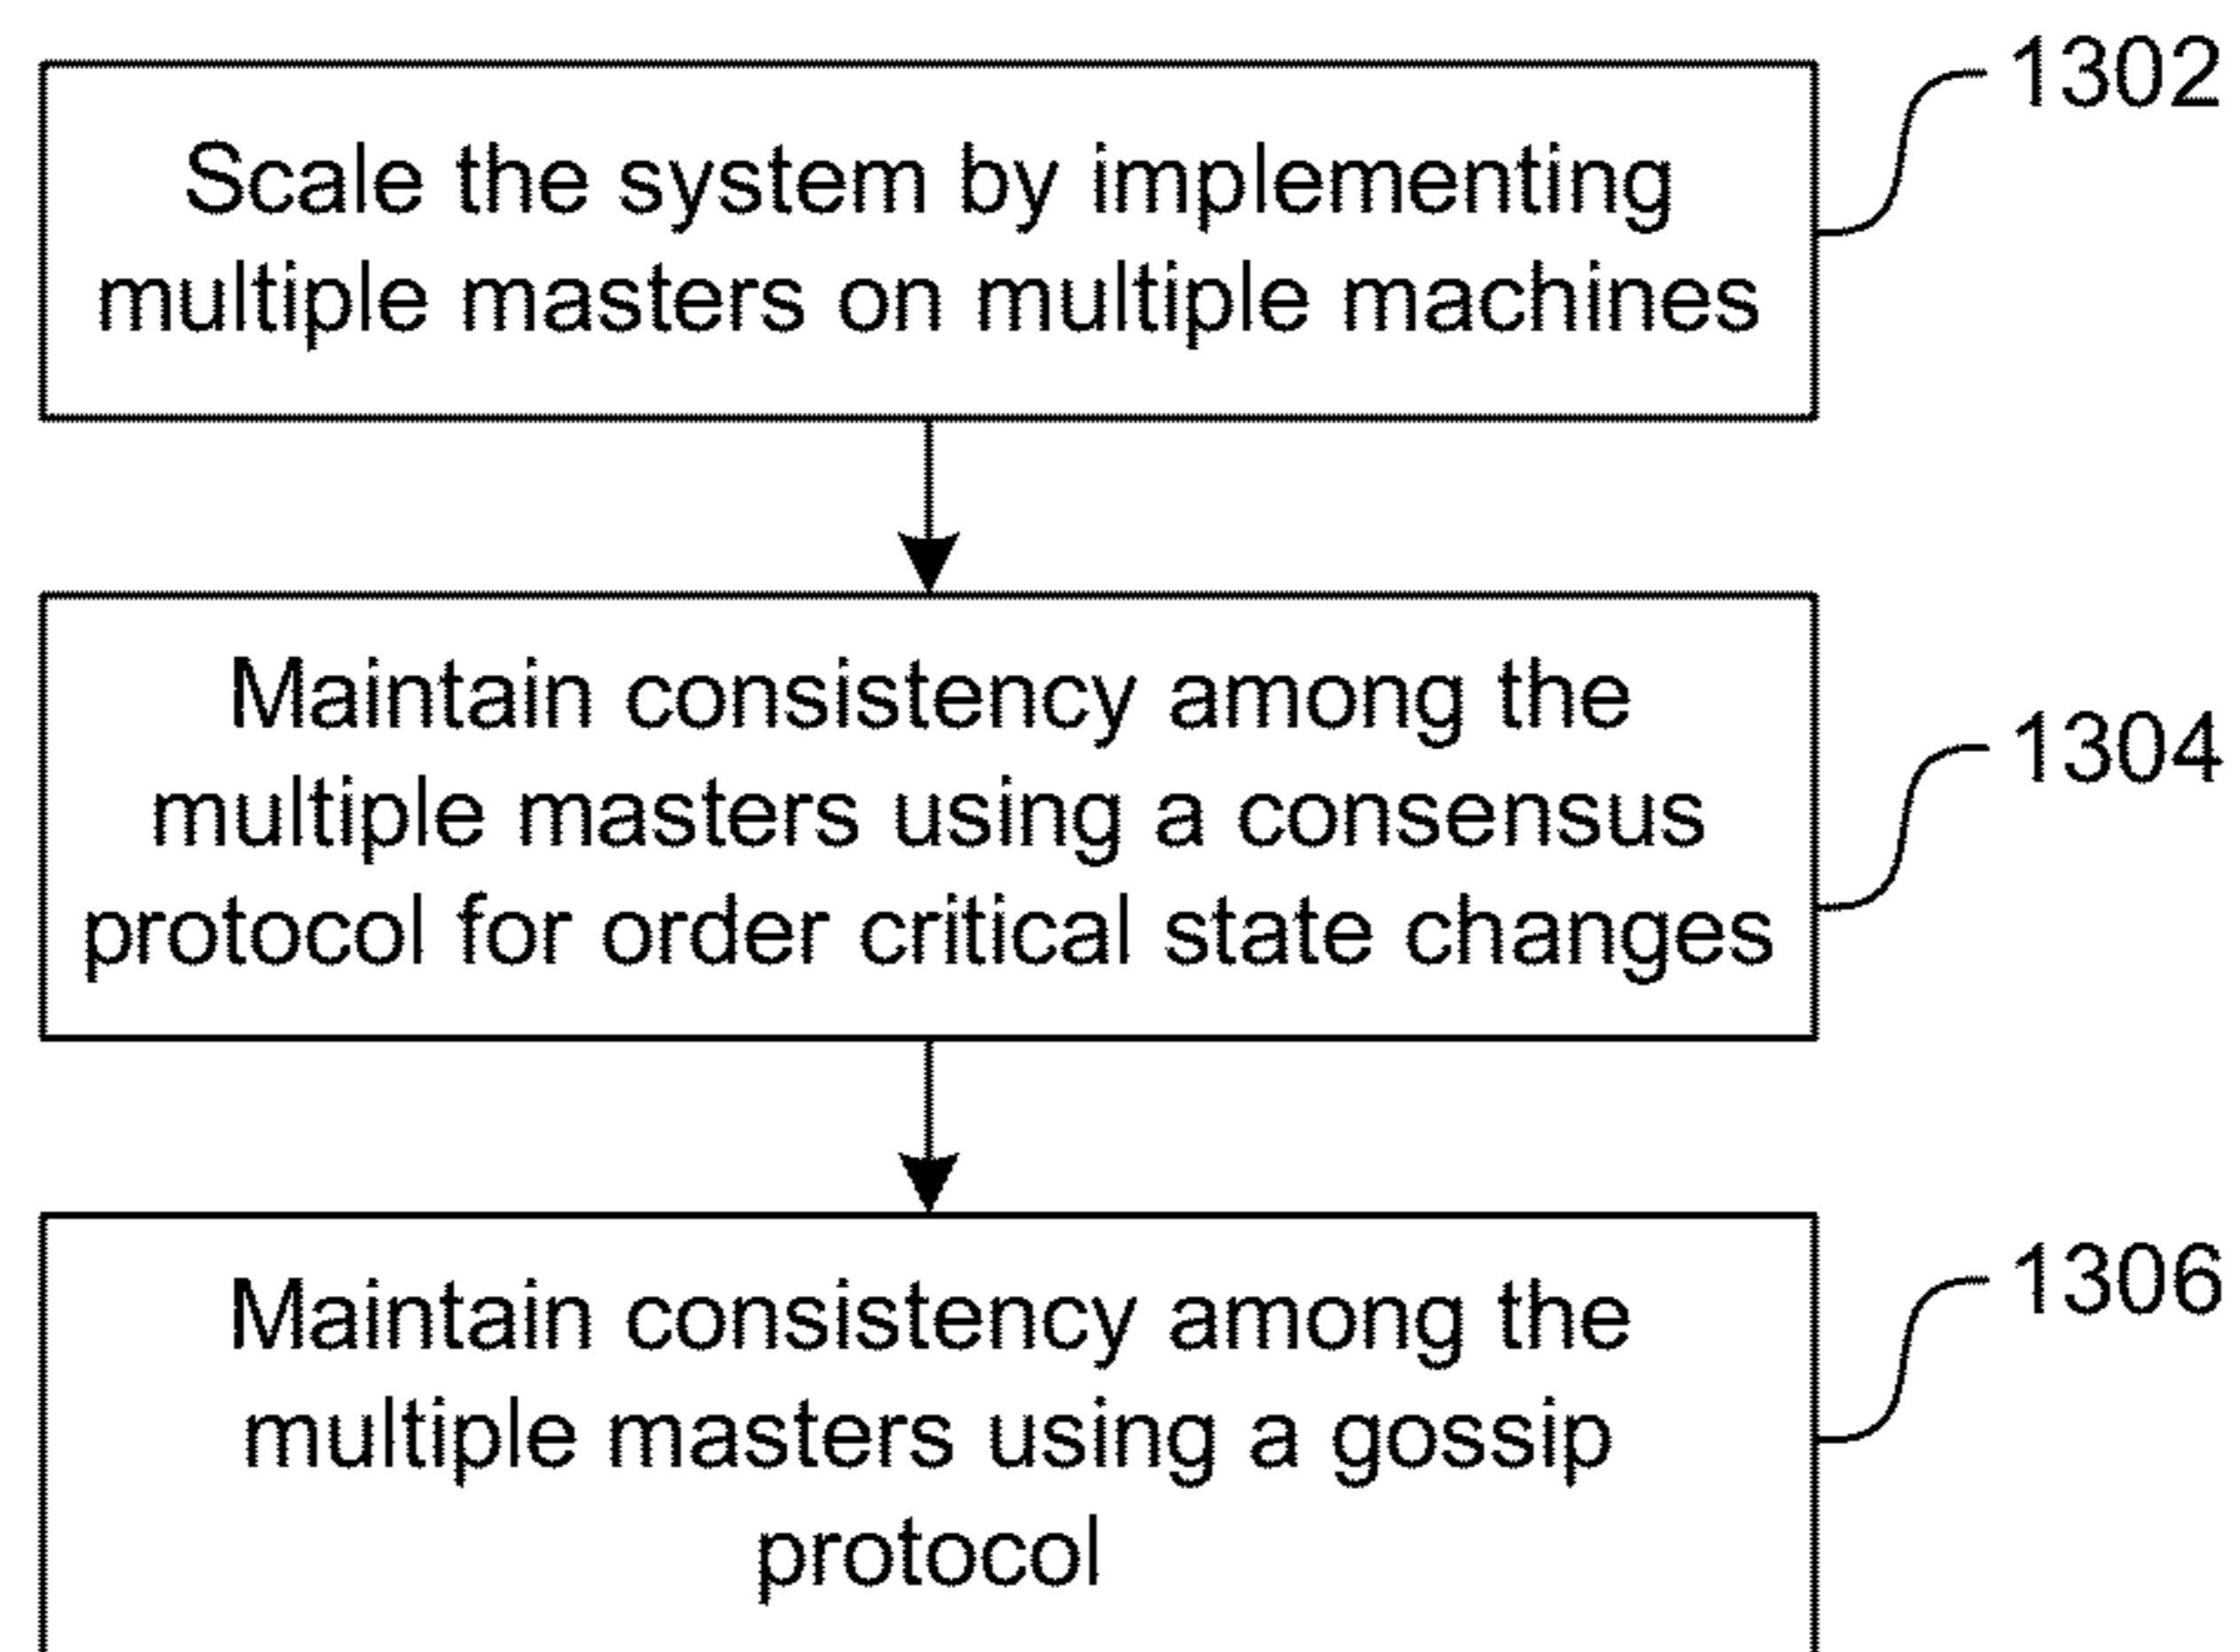 1302
Scale the system by implementing
multiple masters on multiple machines
Maintain consistency among the
1304
multiple masters using a consensus
protocol for order critical state changes
1306
Maintain consistency among the
multiple masters using a gossip
protocol